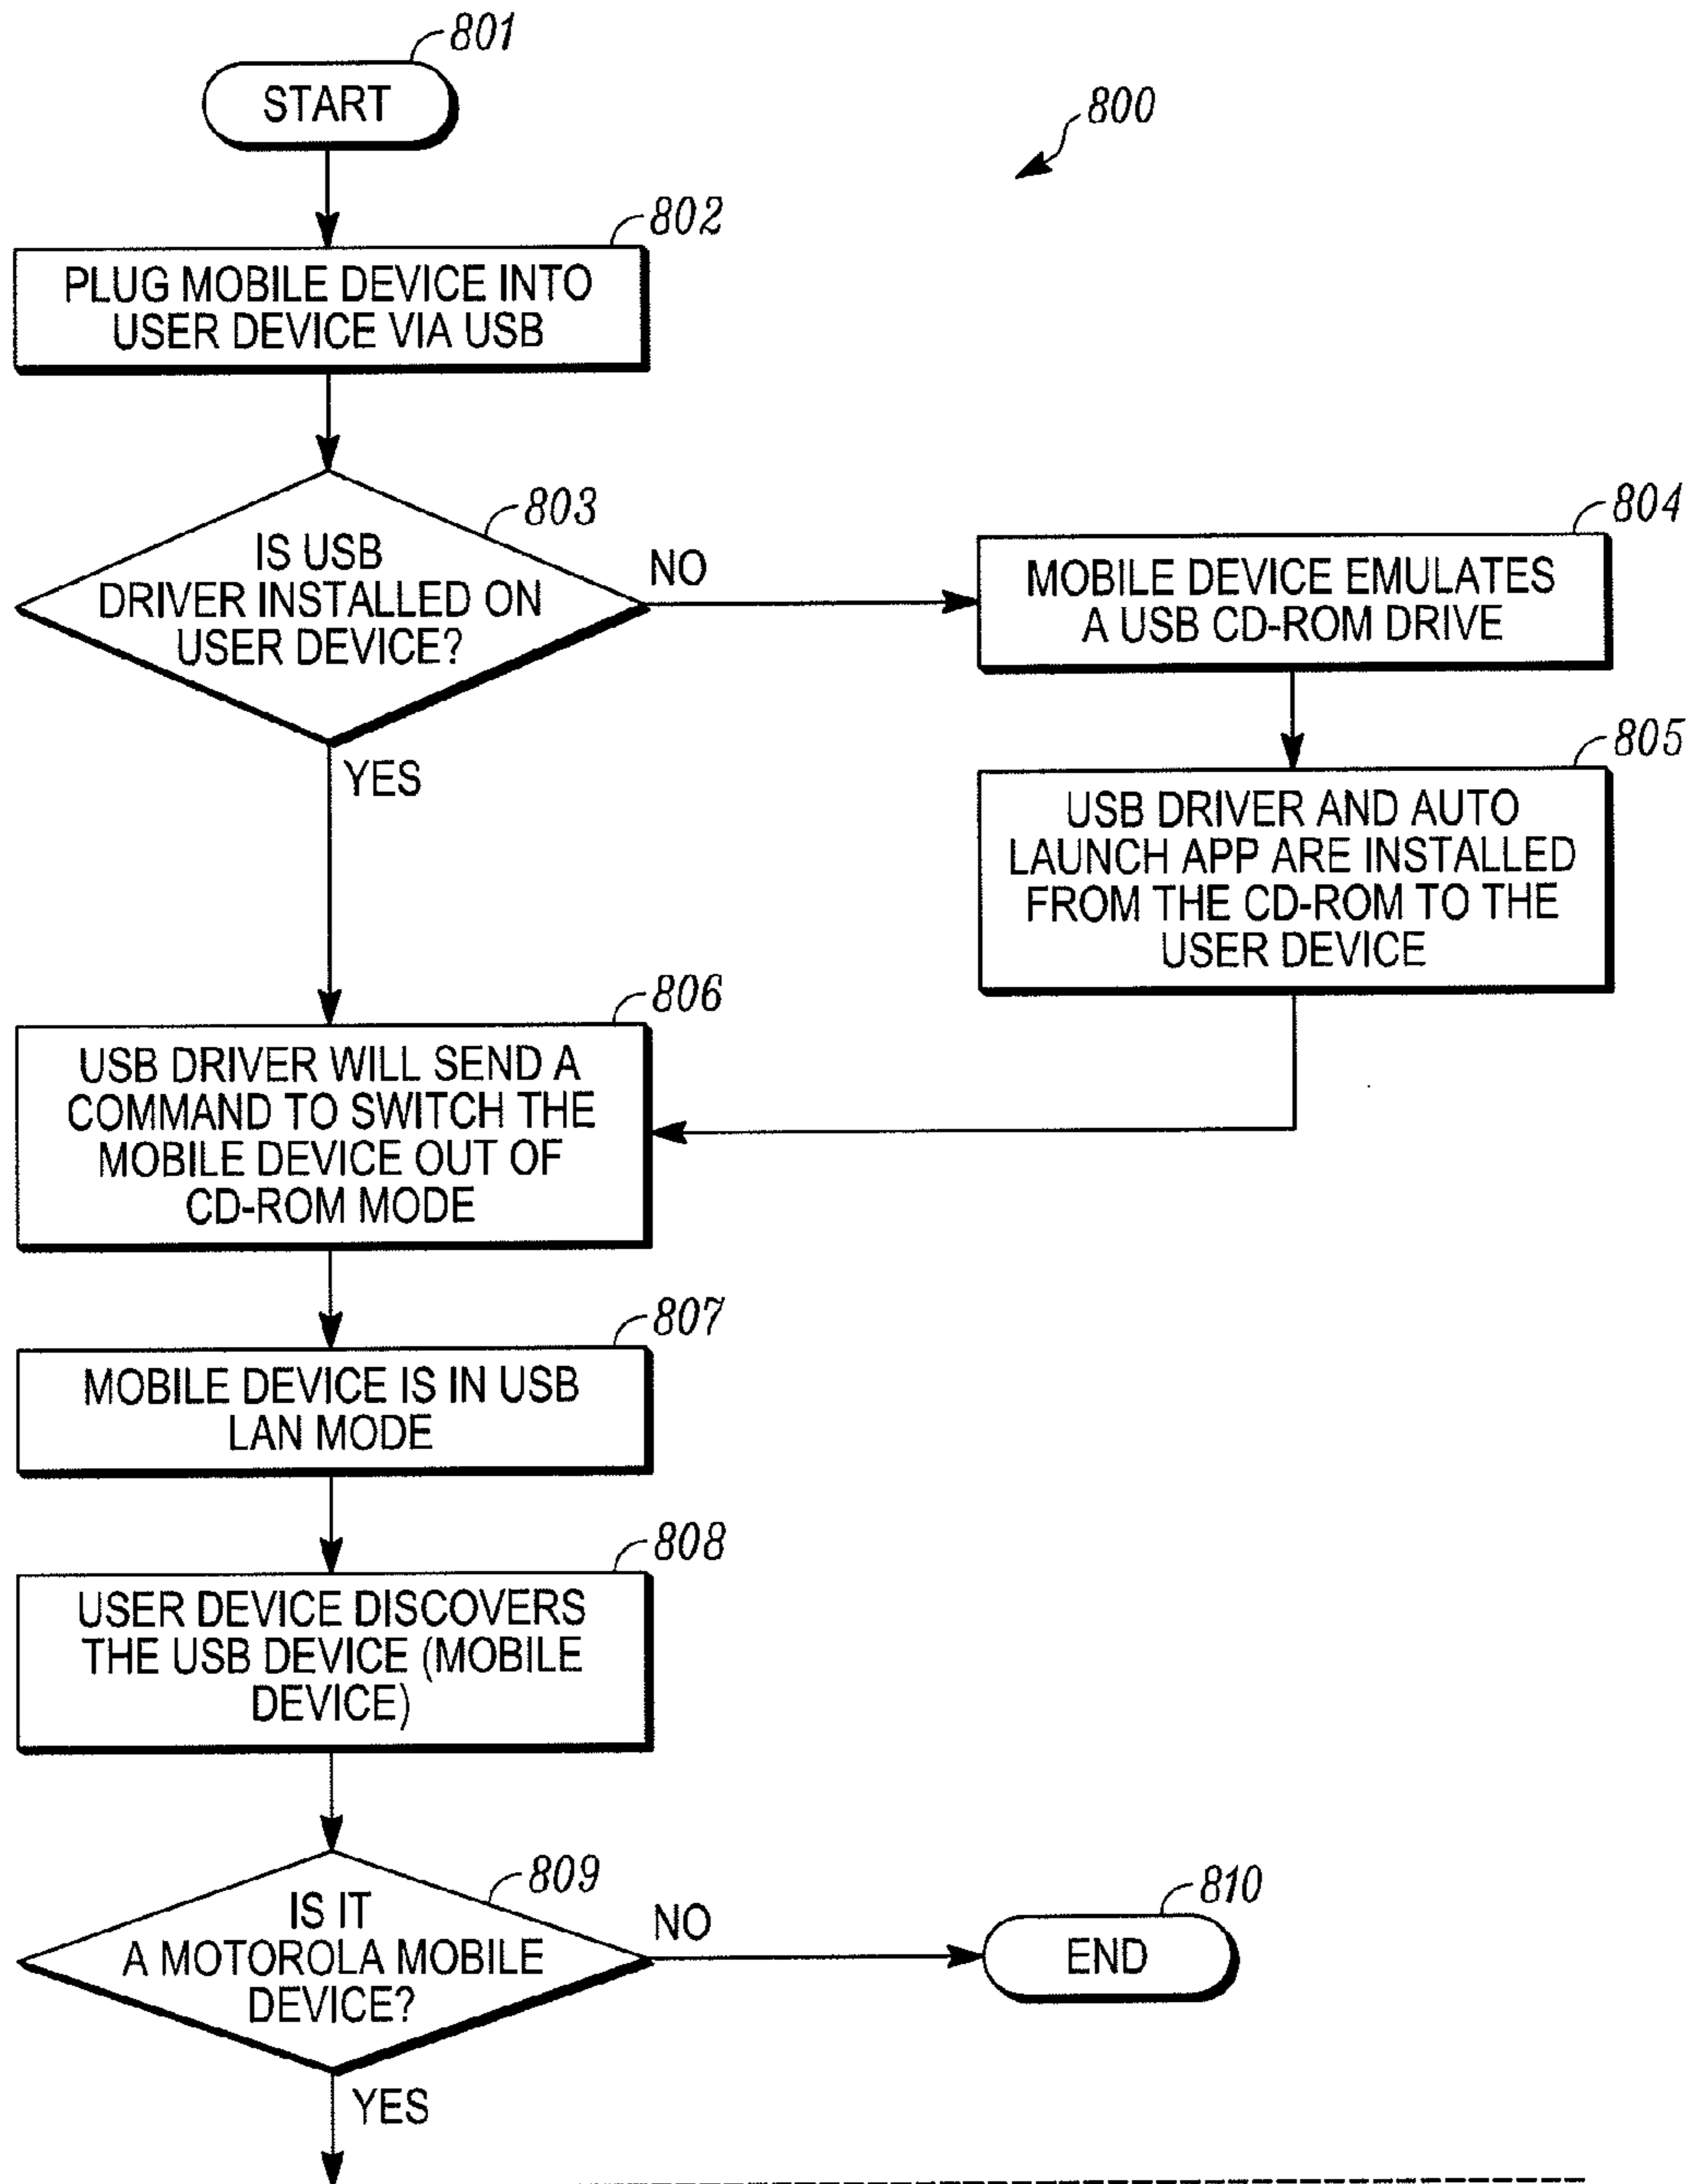 801
START
800
802
PLUG MOBILE DEVICE INTO
USER DEVICE VIA USB
803
IS USB
DRIVER INSTALLED ON
USER DEVICE?
NO
YES
804
MOBILE DEVICE EMULATES
A USB CD-ROM DRIVE
805
USB DRIVER AND AUTO
LAUNCH APP ARE INSTALLED
FROM THE CD-ROM TO THE
USER DEVICE
806
USB DRIVER WILL SEND A
COMMAND TO SWITCH THE
MOBILE DEVICE OUT OF
CD-ROM MODE
807
MOBILE DEVICE IS IN USB
LAN MODE
808
USER DEVICE DISCOVERS
THE USB DEVICE (MOBILE
DEVICE)
809
IS IT
A MOTOROLA MOBILE
DEVICE?
NO
810
END
YES